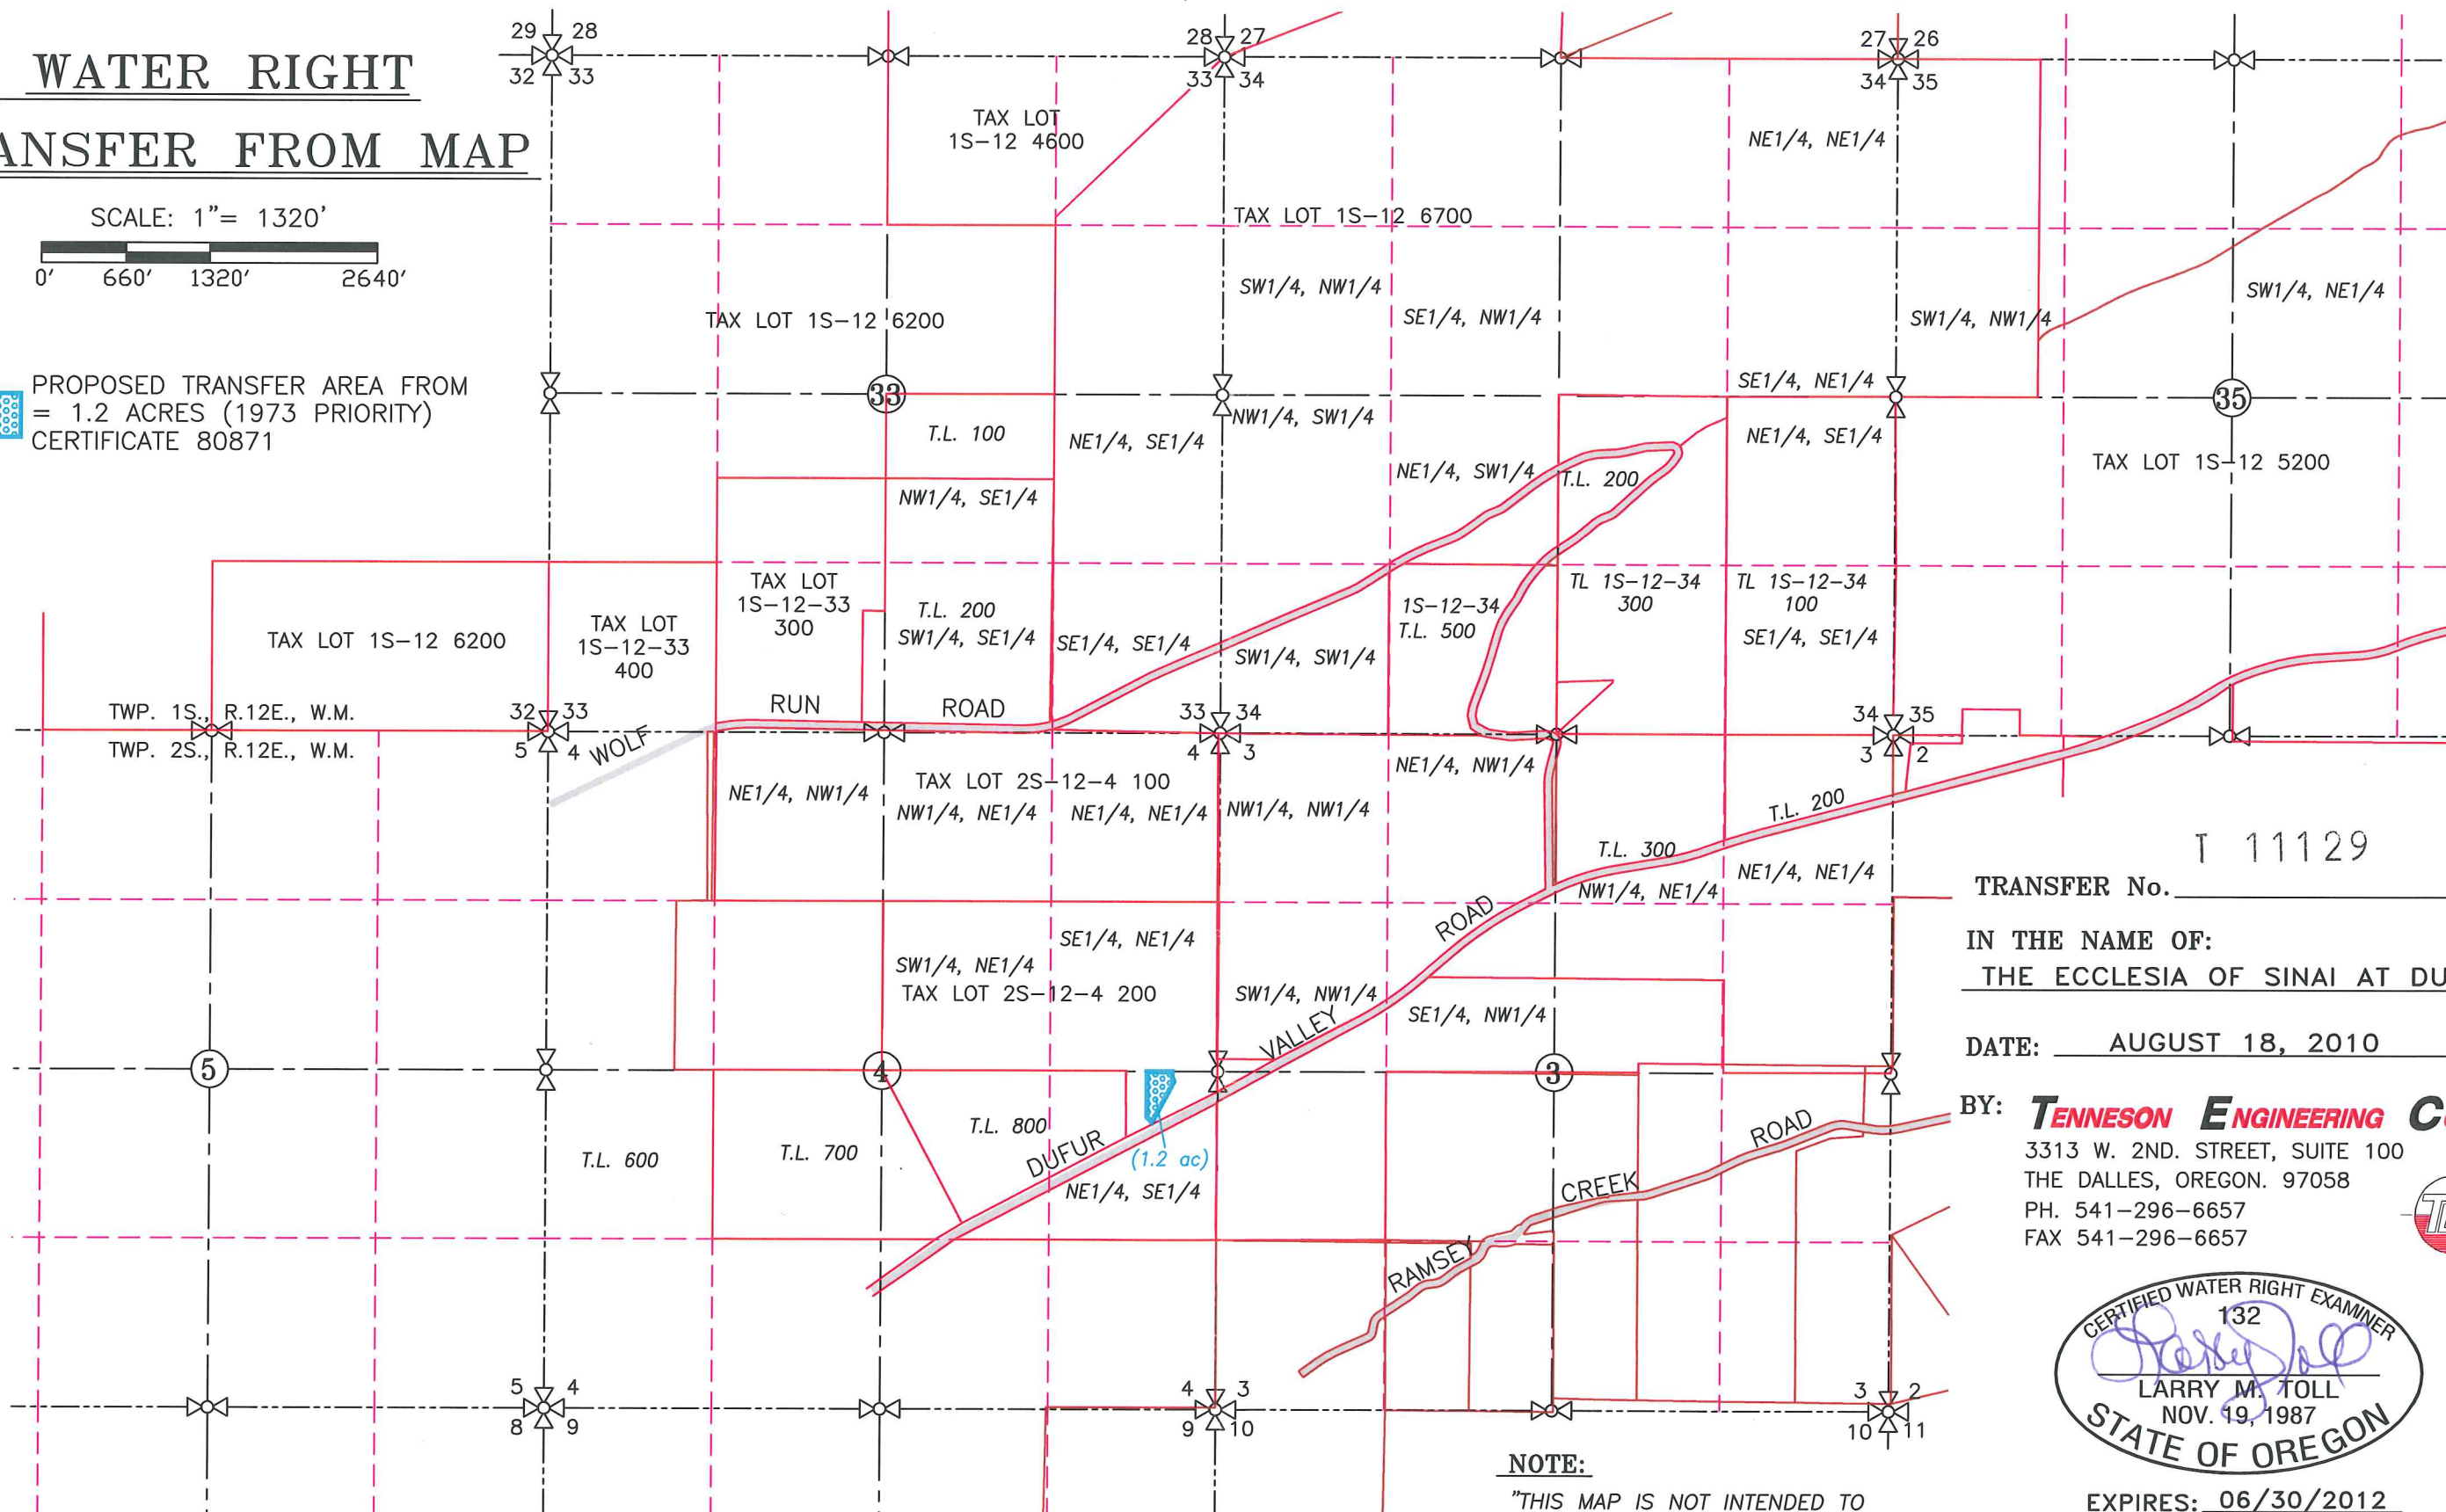 WATER RIGHT
ANSFER FROM MAP
SCALE: 1"= 1320'
0' 660' 1320' 2640'
PROPOSED TRANSFER AREA FROM
= 1.2 ACRES (1973 PRIORITY)
CERTIFICATE 80871
29 28
32 33
28 27
33 34
27 26
34 35
TAX LOT
1S-12 4600
NE1/4, NE1/4
TAX LOT 1S-12 6700
SW1/4, NW1/4
SE1/4, NW1/4
SW1/4, NW1/4
SW1/4, NE1/4
TAX LOT 1S-12 6200
SE1/4, NE1/4
33
35
T.L. 100
NE1/4, SE1/4
NW1/4, SW1/4
NE1/4, SE1/4
TAX LOT 1S-12 5200
NW1/4, SE1/4
NE1/4, SW1/4
T.L. 200
TAX LOT 1S-12 6200
TAX LOT
1S-12-33
400
TAX LOT
1S-12-33
300
T.L. 200
SW1/4, SE1/4
SE1/4, SE1/4
SW1/4, SW1/4
1S-12-34
T.L. 500
TL 1S-12-34
300
TL 1S-12-34
100
SE1/4, SE1/4
TWP. 1S., R.12E., W.M.
TWP. 2S., R.12E., W.M.
32 33
5 4
WOLF RUN ROAD
33 34
4 3
34 35
3 2
NE1/4, NW1/4
TAX LOT 2S-12-4 100
NW1/4, NE1/4
NE1/4, NE1/4
NW1/4, NW1/4
NE1/4, NW1/4
T.L. 200
T.L. 300
NW1/4, NE1/4
NE1/4, NE1/4
SE1/4, NE1/4
SW1/4, NE1/4
TAX LOT 2S-12-4 200
SW1/4, NW1/4
SE1/4, NW1/4
DUFUR VALLEY ROAD
5
4
3
T.L. 600
T.L. 700
T.L. 800
(1.2 ac)
NE1/4, SE1/4
RAMSEY CREEK ROAD
5 4
8 9
4 3
9 10
3 2
10 11
T 11129
TRANSFER No.
IN THE NAME OF:
THE ECCLESIA OF SINAI AT DU
DATE: AUGUST 18, 2010
BY: TENNESON ENGINEERING C
3313 W. 2ND. STREET, SUITE 100
THE DALLES, OREGON. 97058
PH. 541-296-6657
FAX 541-296-6657
CERTIFIED WATER RIGHT EXAMINER
132
LARRY M. TOLL
NOV. 19, 1987
STATE OF OREGON
EXPIRES: 06/30/2012
NOTE:
"THIS MAP IS NOT INTENDED TO